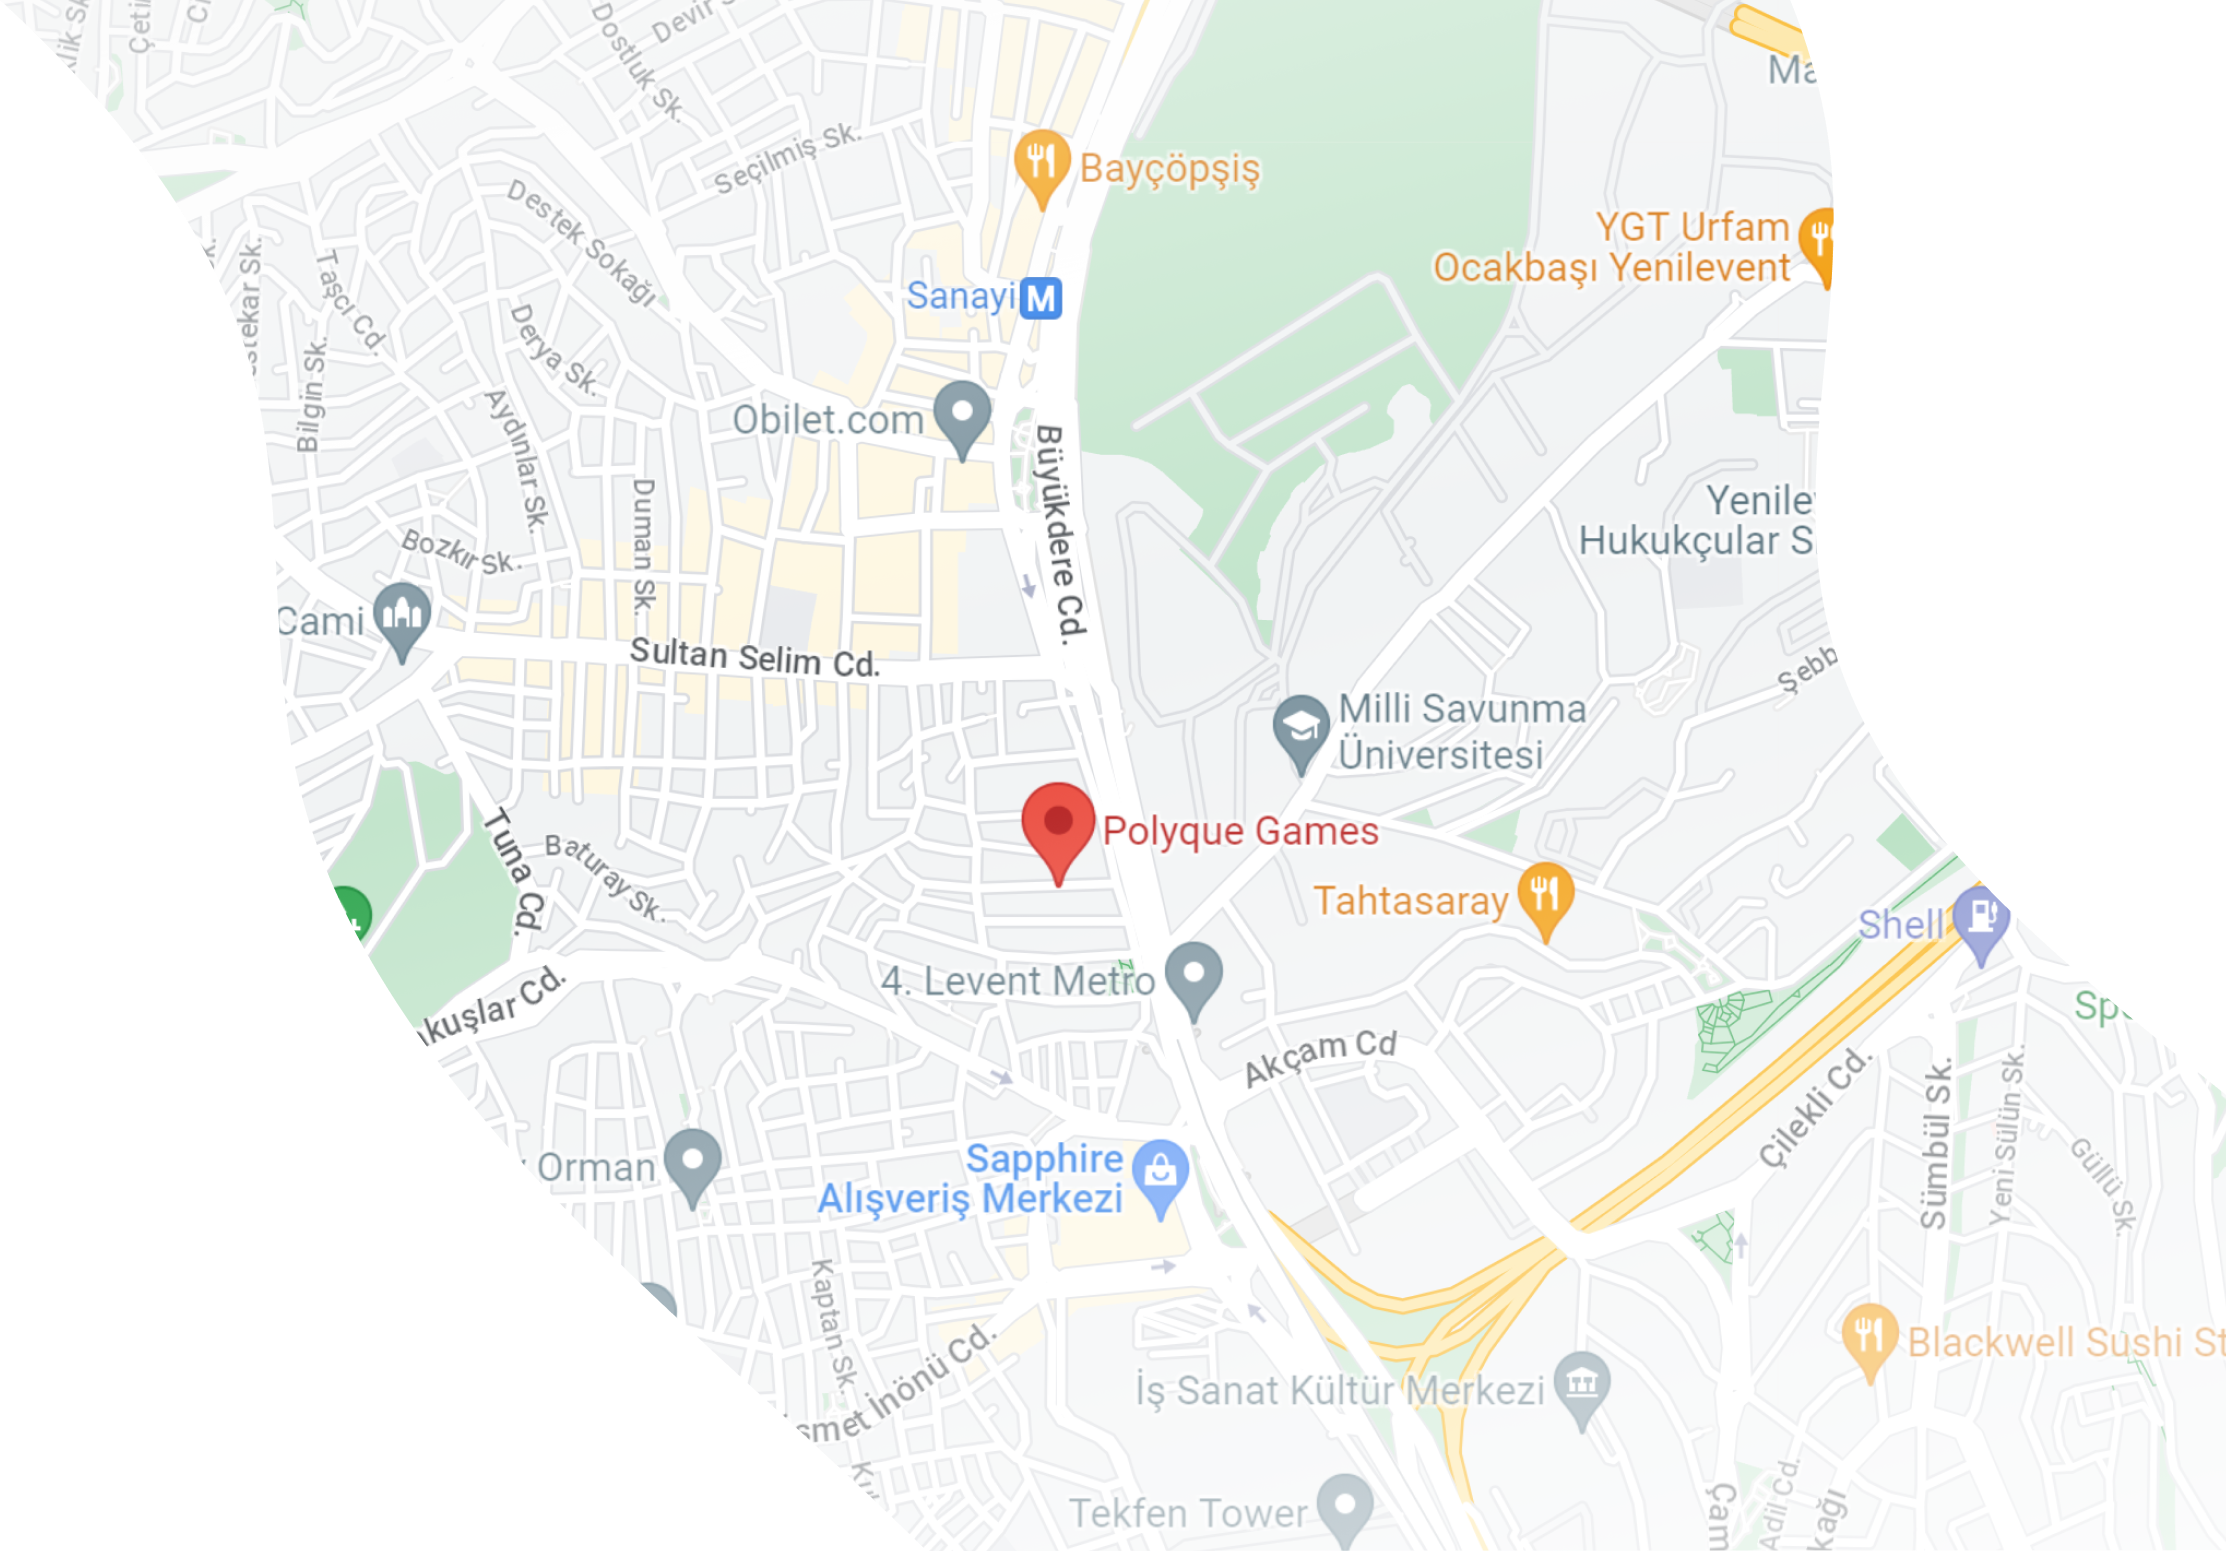 Dostluk Sk.
Seçilmiş Sk.
Ma
Bayçöpşiş
Destek Sokağı
YGT Urfam
Ocakbaşı Yenilevent
Taşçı Cd.
Sanayi M
Derya Sk.
Bilgin Sk.
Aydınlar Sk.
Obilet.com
Büyükdere Cd.
Duman Sk.
Yenile
Hukukçular S
Bozkır Sk.
Cami
Sultan Selim Cd.
Şebb
Milli Savunma
Üniversitesi
Polyque Games
Tuna Cd.
Baturay Sk.
Tahtasaray
Shell
4. Levent Metro
kuşlar Cd.
Sp
Akçam Cd
Çilekli Cd.
Sümbül Sk.
Yeni Sülün Sk.
Güllü Sk.
Orman
Sapphire
Alışveriş Merkezi
Kaptan Sk.
smet İnönü Cd.
Blackwell Sushi St
İş Sanat Kültür Merkezi
Tekfen Tower
Çam
Adil Cd.
kağı